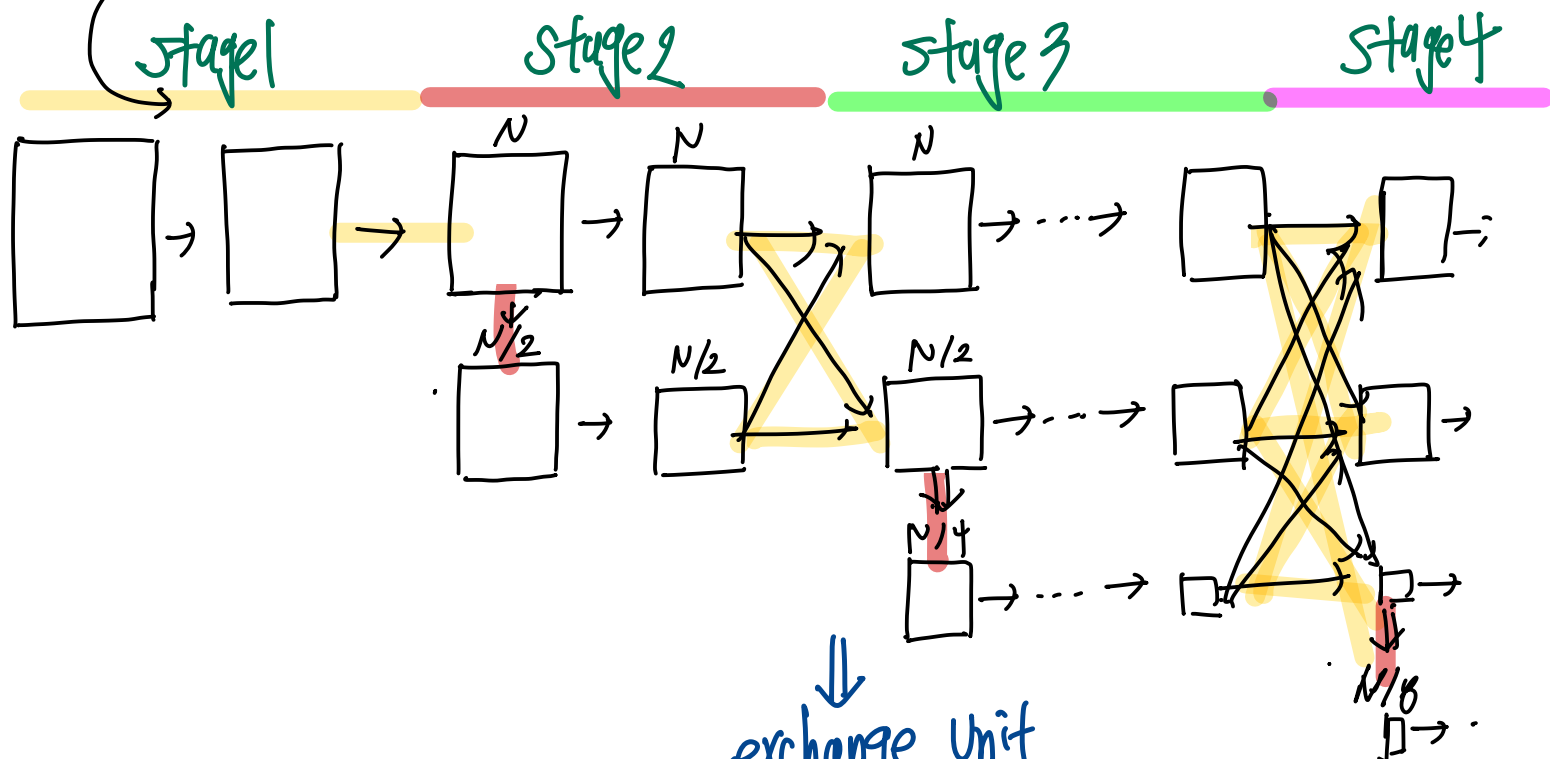 stage1 stage2 stage3 stage4
N N N
N/2
N/2 N/2
N/4
N/8
exchange Unit